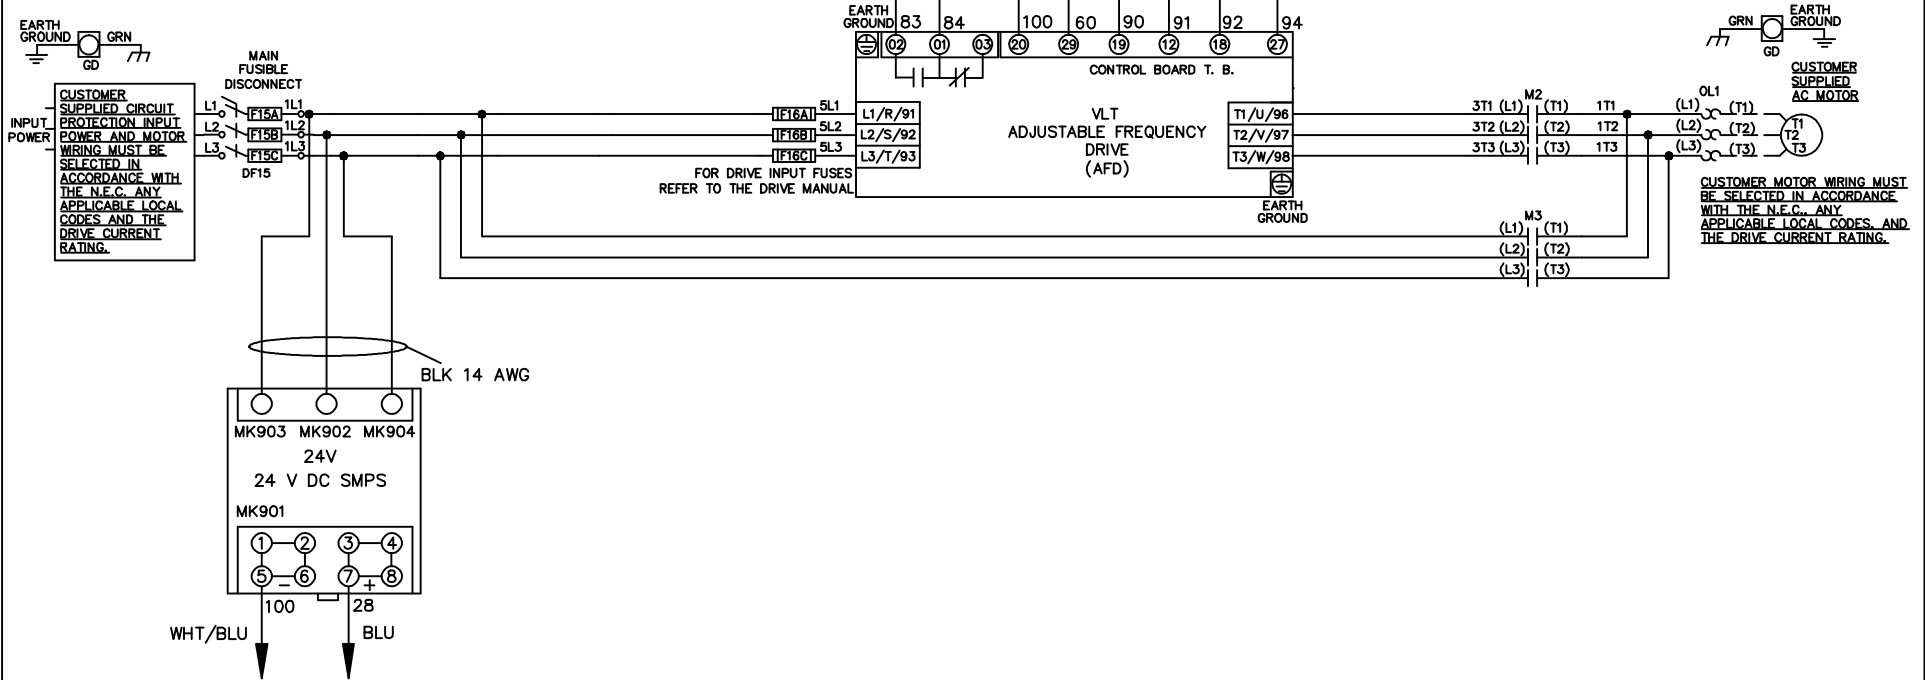 EARTH
GROUND
GRN
GD
MAIN
FUSIBLE
DISCONNECT
INPUT
POWER
CUSTOMER
SUPPLIED CIRCUIT
PROTECTION INPUT
POWER AND MOTOR
WIRING MUST BE
SELECTED IN
ACCORDANCE WITH
THE N.E.C. ANY
APPLICABLE LOCAL
CODES AND THE
DRIVE CURRENT
RATING.
L1 F15A 1L1
L2 F15B 1L2
L3 F15C 1L3
DF15
EARTH
GROUND
83 84 100 60 90 91 92 94
02 01 03 20 29 19 12 18 27
CONTROL BOARD T. B.
F16A 5L1 L1/R/91
F16B 5L2 L2/S/92
F16C 5L3 L3/T/93
FOR DRIVE INPUT FUSES
REFER TO THE DRIVE MANUAL
VLT
ADJUSTABLE FREQUENCY
DRIVE
(AFD)
T1/U/96
T2/V/97
T3/W/98
EARTH
GROUND
M2
3T1 (L1) (T1) 1T1
3T2 (L2) (T2) 1T2
3T3 (L3) (T3) 1T3
M3
(L1) (T1)
(L2) (T2)
(L3) (T3)
GRN
GD
EARTH
GROUND
CUSTOMER
SUPPLIED
AC MOTOR
OL1
(L1) (T1)
(L2) (T2)
(L3) (T3)
T1
T2
T3
CUSTOMER MOTOR WIRING MUST
BE SELECTED IN ACCORDANCE
WITH THE N.E.C., ANY
APPLICABLE LOCAL CODES, AND
THE DRIVE CURRENT RATING.
BLK 14 AWG
MK903 MK902 MK904
24V
24 V DC SMPS
MK901
1 2 3 4
5 6 7 8
− +
100 28
WHT/BLU BLU